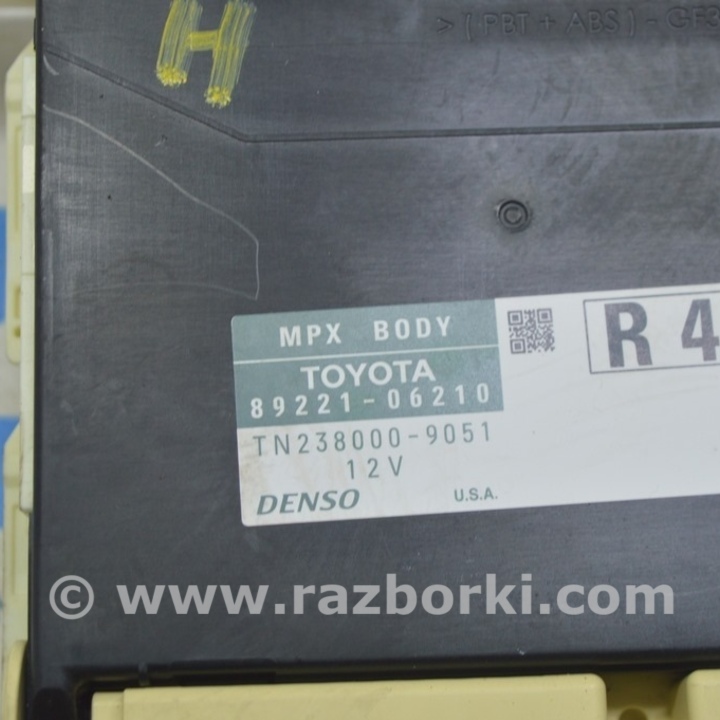 H
> ( PBT + ABS ) - GF3
©
MPX BODY
TOYOTA
89221-06210
R 4
TN238000-9051
12V
DENSO U.S.A.
© www.razborki.com